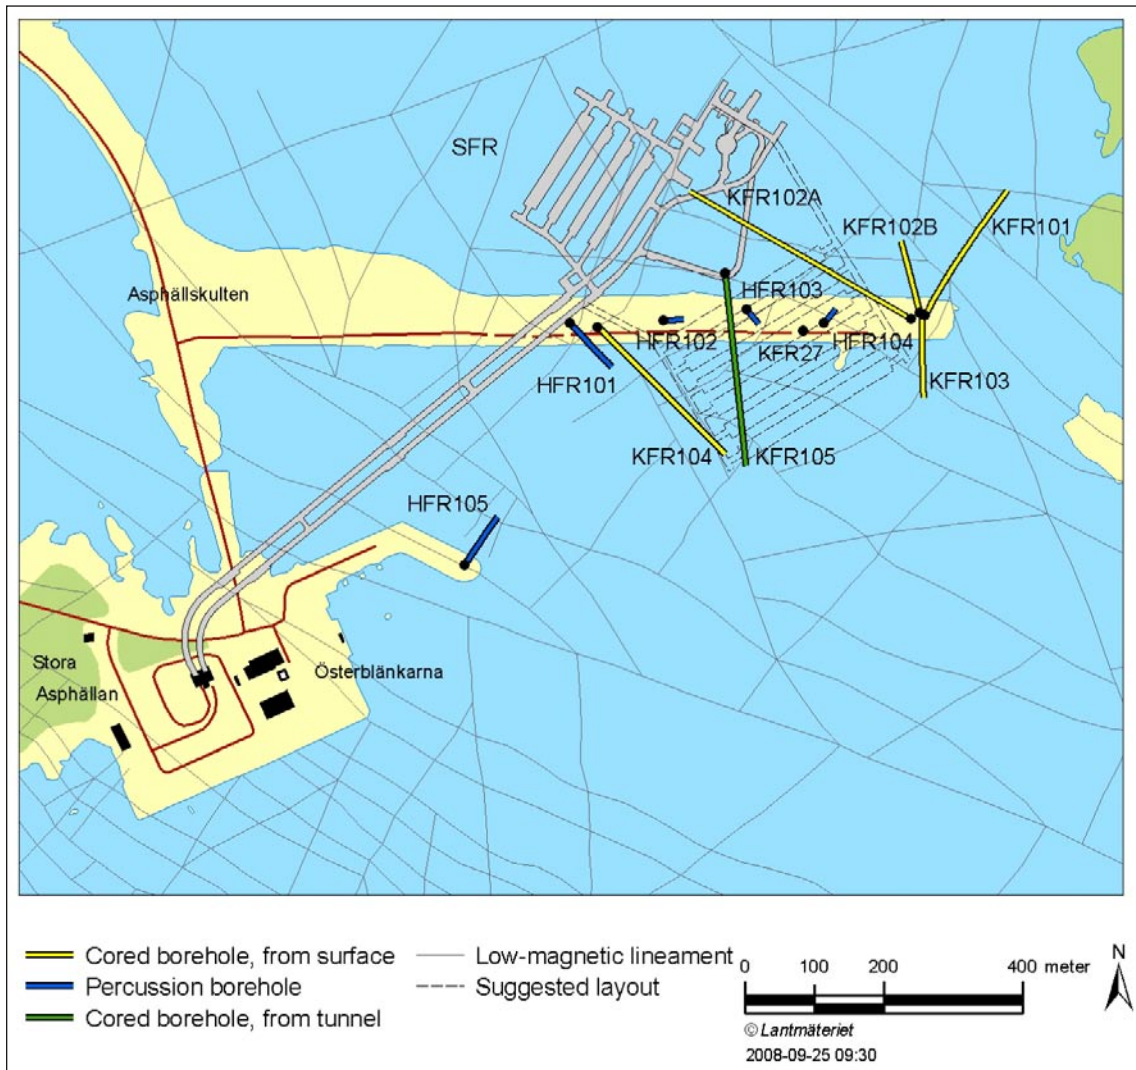 SFR
KFR102A
KFR102B
KFR101
Asphällskulten
HFR103
HFR102
KFR27
HFR104
HFR101
KFR103
KFR104
KFR105
HFR105
Stora
Asphällan
Österblänkarna
Cored borehole, from surface
Percussion borehole
Cored borehole, from tunnel
Low-magnetic lineament
Suggested layout
0 100 200 400 meter
N
© Lantmäteriet
2008-09-25 09:30